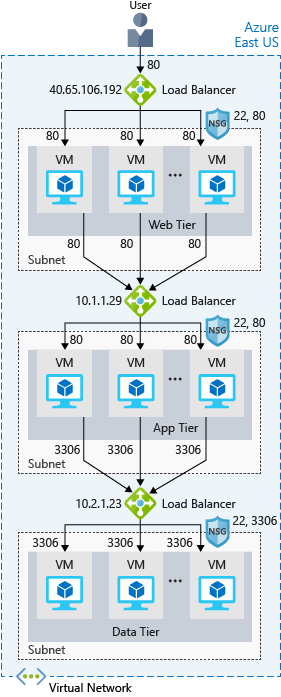 User
Azure
East US
80
40.65.106.192 Load Balancer
NSG 22, 80
80 80 80
VM VM ... VM
Web Tier
80 80 80
Subnet
10.1.1.29 Load Balancer
NSG 22, 80
80 80 80
VM VM ... VM
App Tier
3306 3306 3306
Subnet
10.2.1.23 Load Balancer
NSG 22, 3306
3306 3306 3306
VM VM ... VM
Data Tier
Subnet
Virtual Network